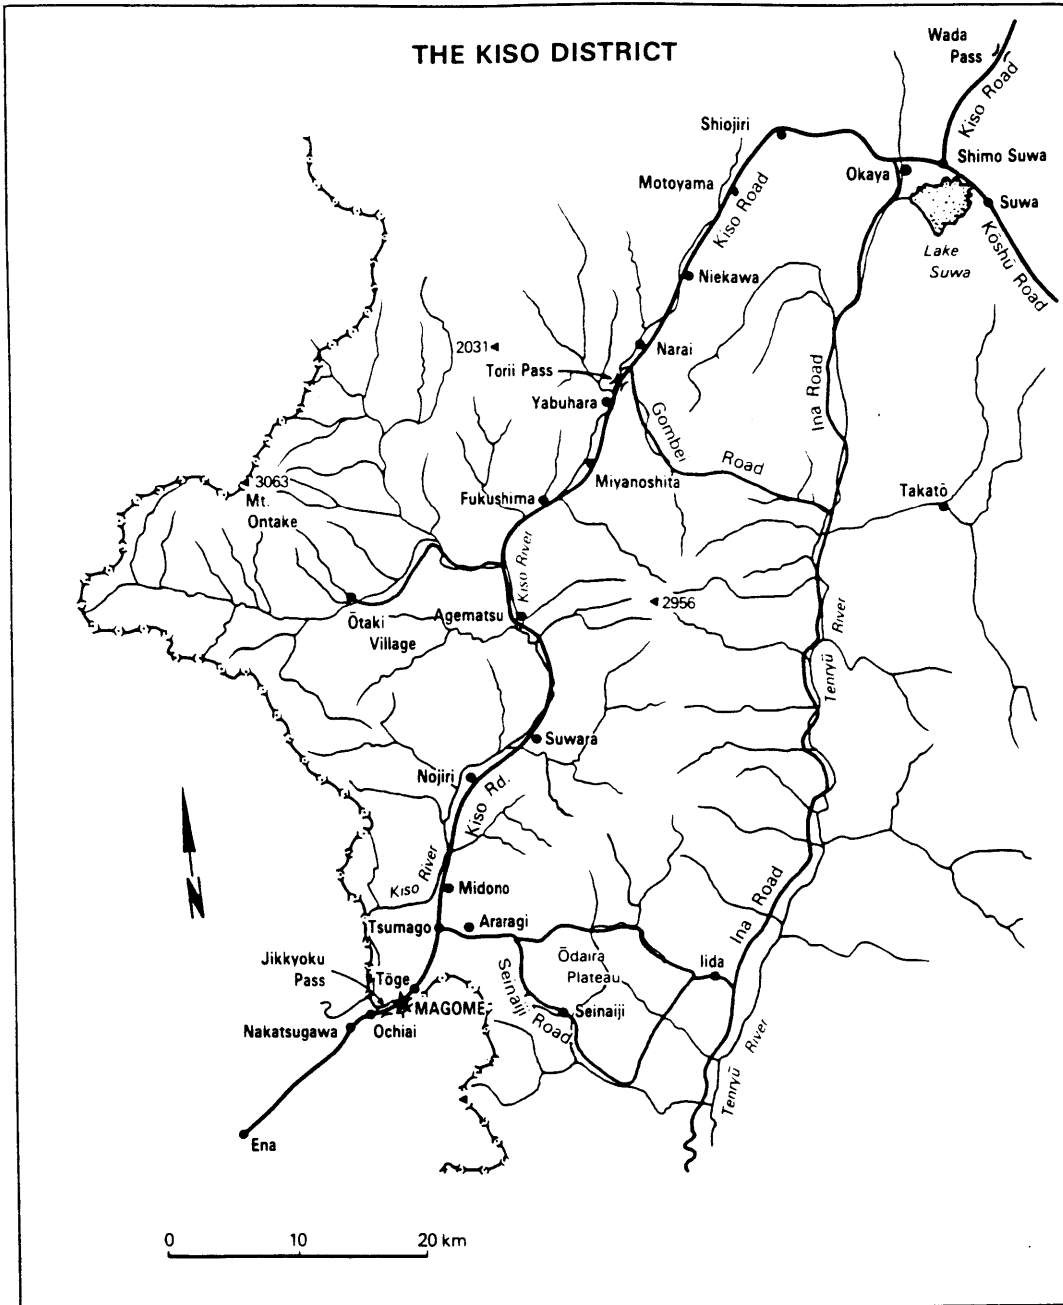 THE KISO DISTRICT
Wada
Pass
Kiso Road
Shiojiri
Shimo Suwa
Okaya
Motoyama
Kiso Road
Suwa
Kōshū Road
Lake
Suwa
Niekawa
2031
Narai
Torii Pass
Ina Road
Yabuhara
Gombei
Road
Miyanoshita
3063
Mt.
Ontake
Fukushima
Takatō
Kiso River
2956
Ōtaki
Village
Agematsu
Tenryū
River
Suwara
Nojiri
Kiso Rd.
Kiso River
N
Midono
Ina Road
Tsumago
Araragi
Jikkyoku
Pass
Tōge
Ōdaira
Plateau
Iida
Seinaiji
Road
MAGOME
Seinaiji
Nakatsugawa
Ochiai
Tenryū
River
Ena
0
10
20 km